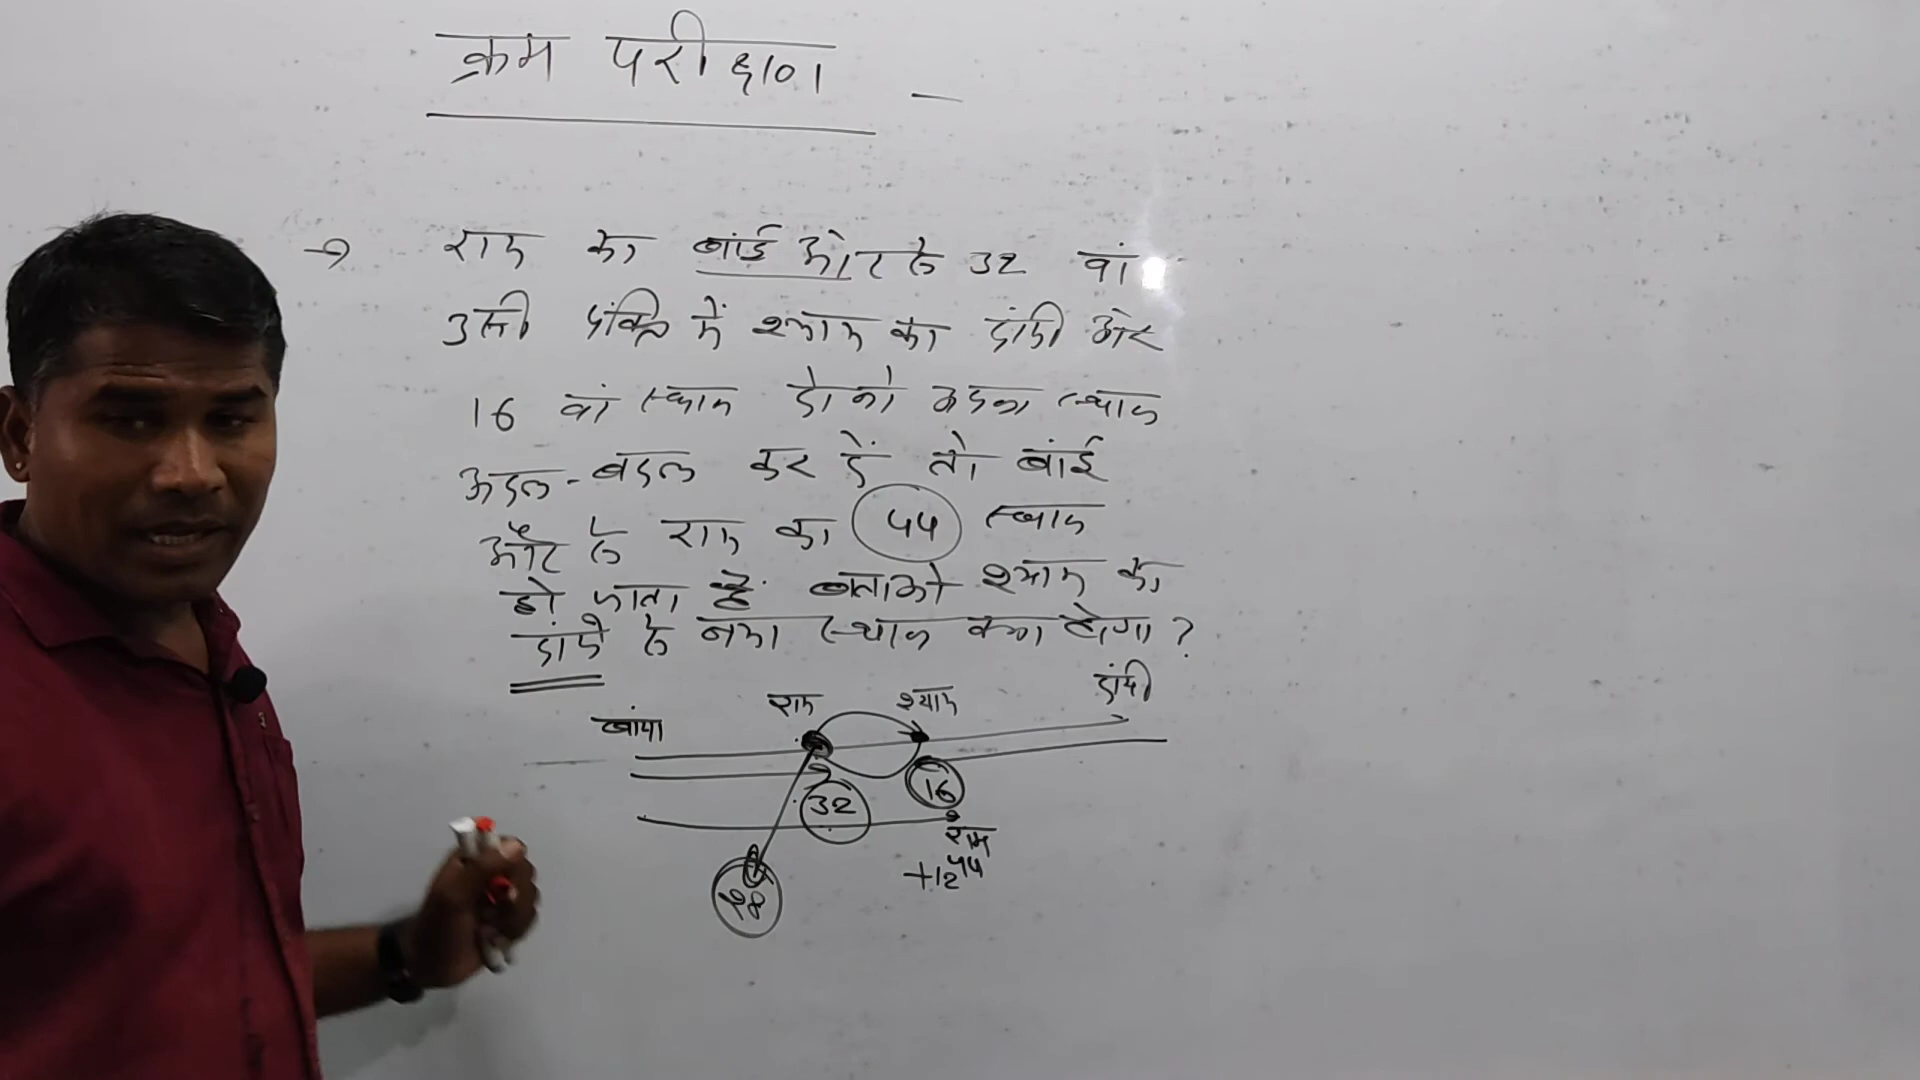 क्रम परीक्षण
राम का बांई ओर से 32 वां
उसी पंक्ति में श्याम का दांयी ओर
16 वां स्थान दोनो अपना स्थान
अदल-बदल कर दें तो बांई
ओर से राम का 44 स्थान
हो जाता है. बताओ श्याम का
दांये से नया स्थान क्या होगा?
बांया राम श्याम दांयी
32 16
राम
+12 44
28